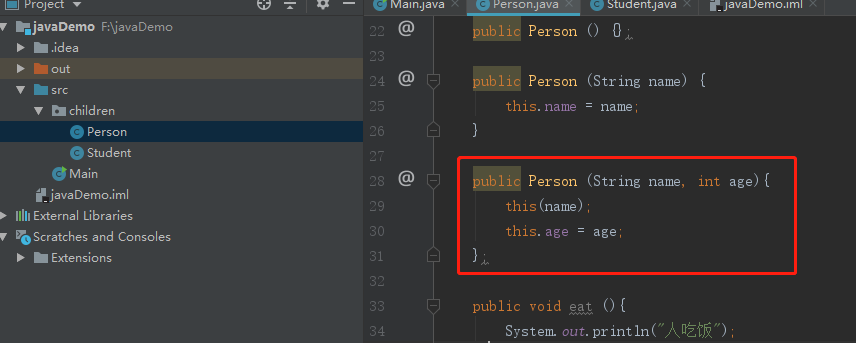 Project
javaDemo F:\javaDemo
.idea
out
src
children
Person
Student
Main
javaDemo.iml
External Libraries
Scratches and Consoles
Extensions
Main.java
Person.java
Student.java
javaDemo.iml
22 @ public Person () {};
23
24 @ public Person (String name) {
25 this.name = name;
26 }
27
28 @ public Person (String name, int age){
29 this(name);
30 this.age = age;
31 };
32
33 public void eat (){
34 System.out.println("人吃饭");